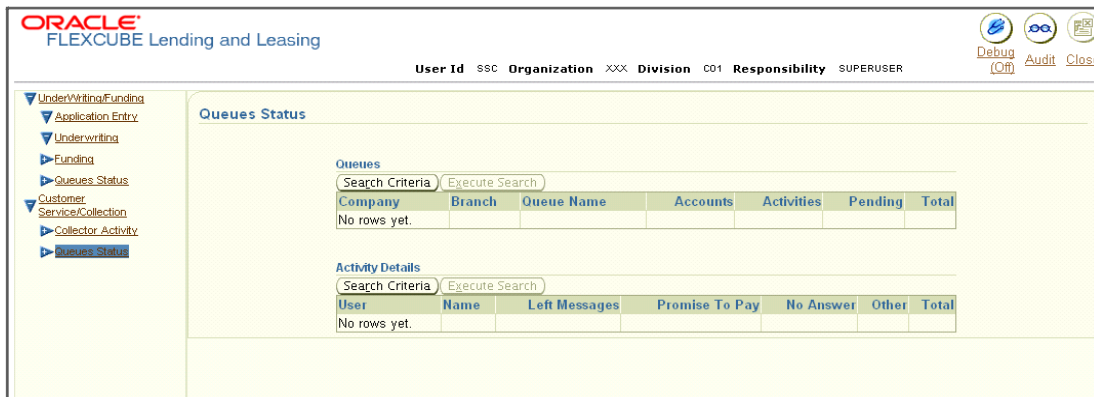 ORACLE
FLEXCUBE Lending and Leasing
Debug
(Off)
Audit
Close
User Id SSC Organization XXX Division C01 Responsibility SUPERUSER
UnderWriting/Funding
Application Entry
Underwriting
Funding
Queues Status
Customer
Service/Collection
Collector Activity
Queues Status
Queues Status
Queues
Search Criteria Execute Search
Company Branch Queue Name Accounts Activities Pending Total
No rows yet.
Activity Details
Search Criteria Execute Search
User Name Left Messages Promise To Pay No Answer Other Total
No rows yet.